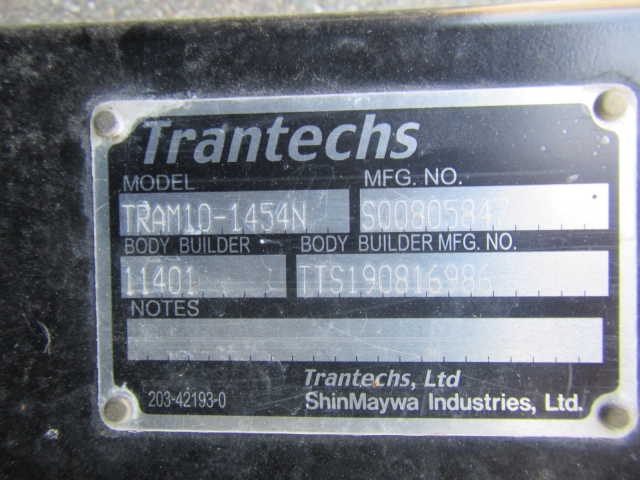 Trantechs
MODEL MFG. NO.
TRAM10-1454N S00805847
BODY BUILDER BODY BUILDER MFG. NO.
11401 TTS190816986
NOTES
Trantechs, Ltd
203-42193-0 ShinMaywa Industries, Ltd.